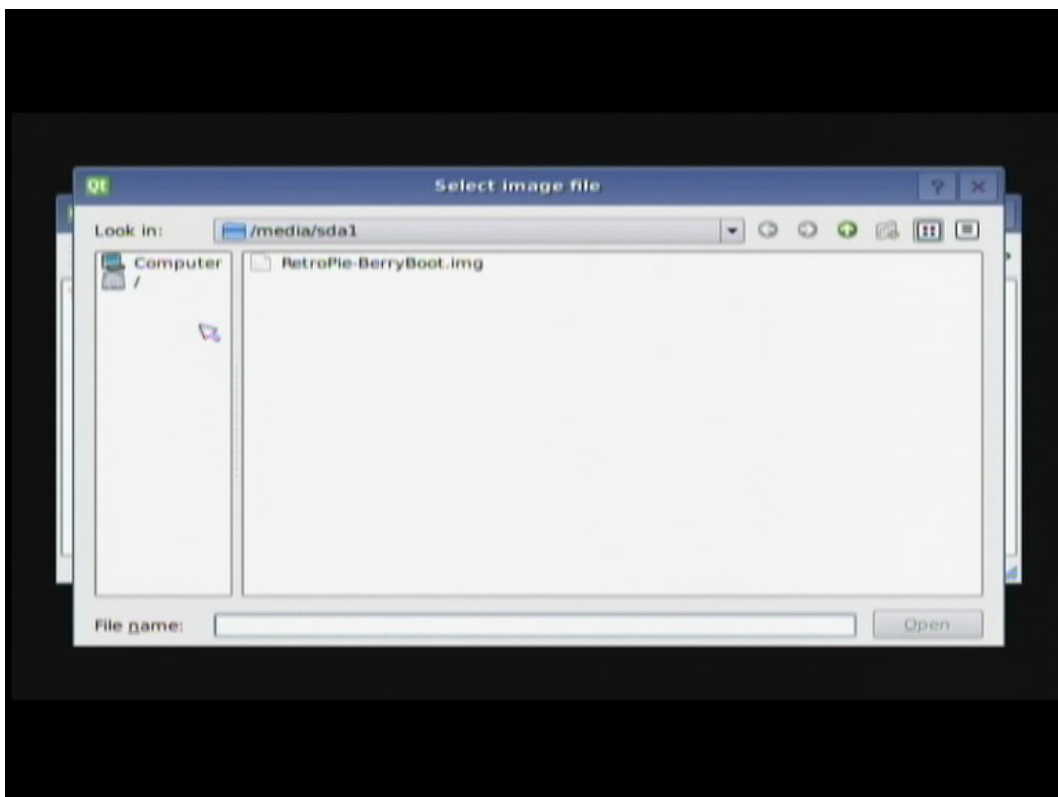 Qt Select image file ? ×
Look in: /media/sda1
Computer
/
RetroPie-BerryBoot.img
File name:
Open